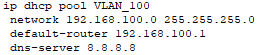 ip dhcp pool VLAN_100
 network 192.168.100.0 255.255.255.0
 default-router 192.168.100.1
 dns-server 8.8.8.8